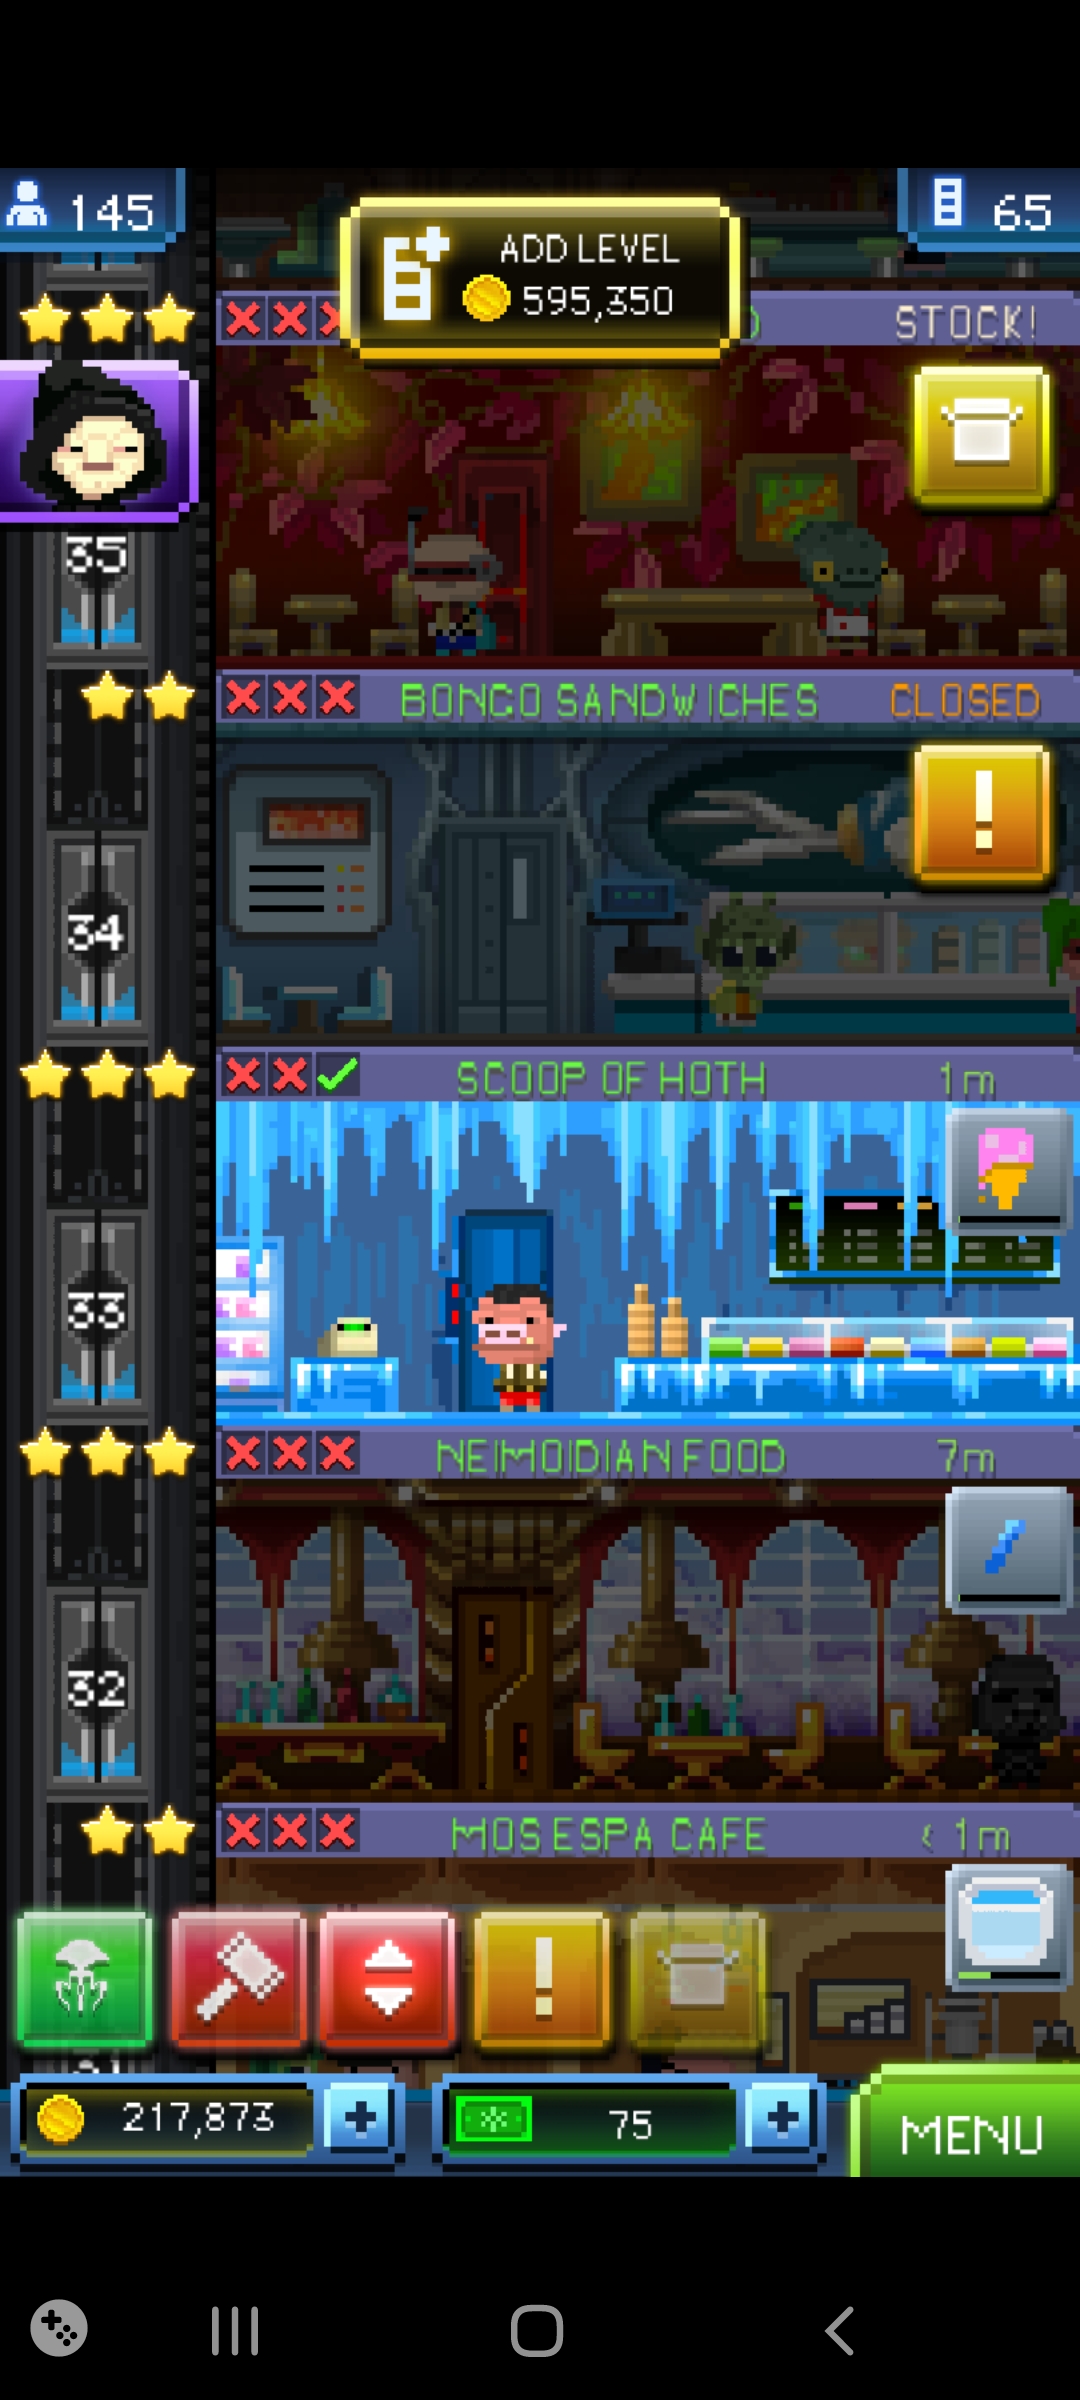 145
ADD LEVEL
595,350
65
STOCK!
35
BONGO SANDWICHES
CLOSED
!
34
SCOOP OF HOTH
1m
33
NEIMOIDIAN FOOD
7m
32
MOS ESPA CAFE
< 1m
!
217,873
+
75
+
MENU